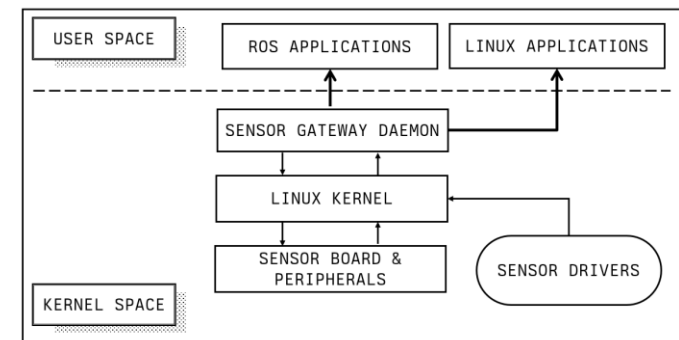 USER SPACE
ROS APPLICATIONS
LINUX APPLICATIONS
SENSOR GATEWAY DAEMON
LINUX KERNEL
SENSOR BOARD &
PERIPHERALS
SENSOR DRIVERS
KERNEL SPACE